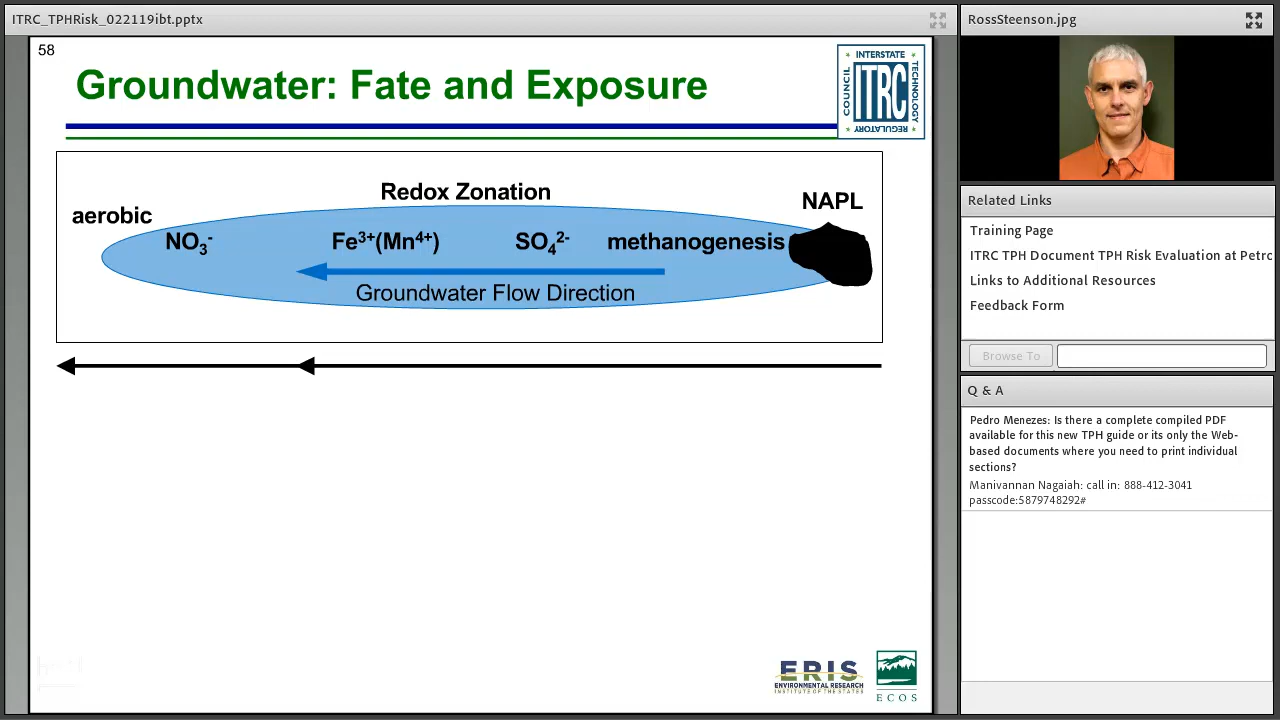 ITRC_TPHRisk_022119ibt.pptx
58
Groundwater: Fate and Exposure
INTERSTATE
COUNCIL
ITRC
TECHNOLOGY
REGULATORY
Redox Zonation
NAPL
aerobic
NO₃⁻
Fe³⁺(Mn⁴⁺)
SO₄²⁻
methanogenesis
Groundwater Flow Direction
ERIS
ENVIRONMENTAL RESEARCH
INSTITUTE OF THE STATES
ECOS
RossSteenson.jpg
Related Links
Training Page
ITRC TPH Document TPH Risk Evaluation at Petrc
Links to Additional Resources
Feedback Form
Browse To
Q & A
Pedro Menezes: Is there a complete compiled PDF
available for this new TPH guide or its only the Web-
based documents where you need to print individual
sections?
Manivannan Nagaiah: call in: 888-412-3041
passcode:5879748292#